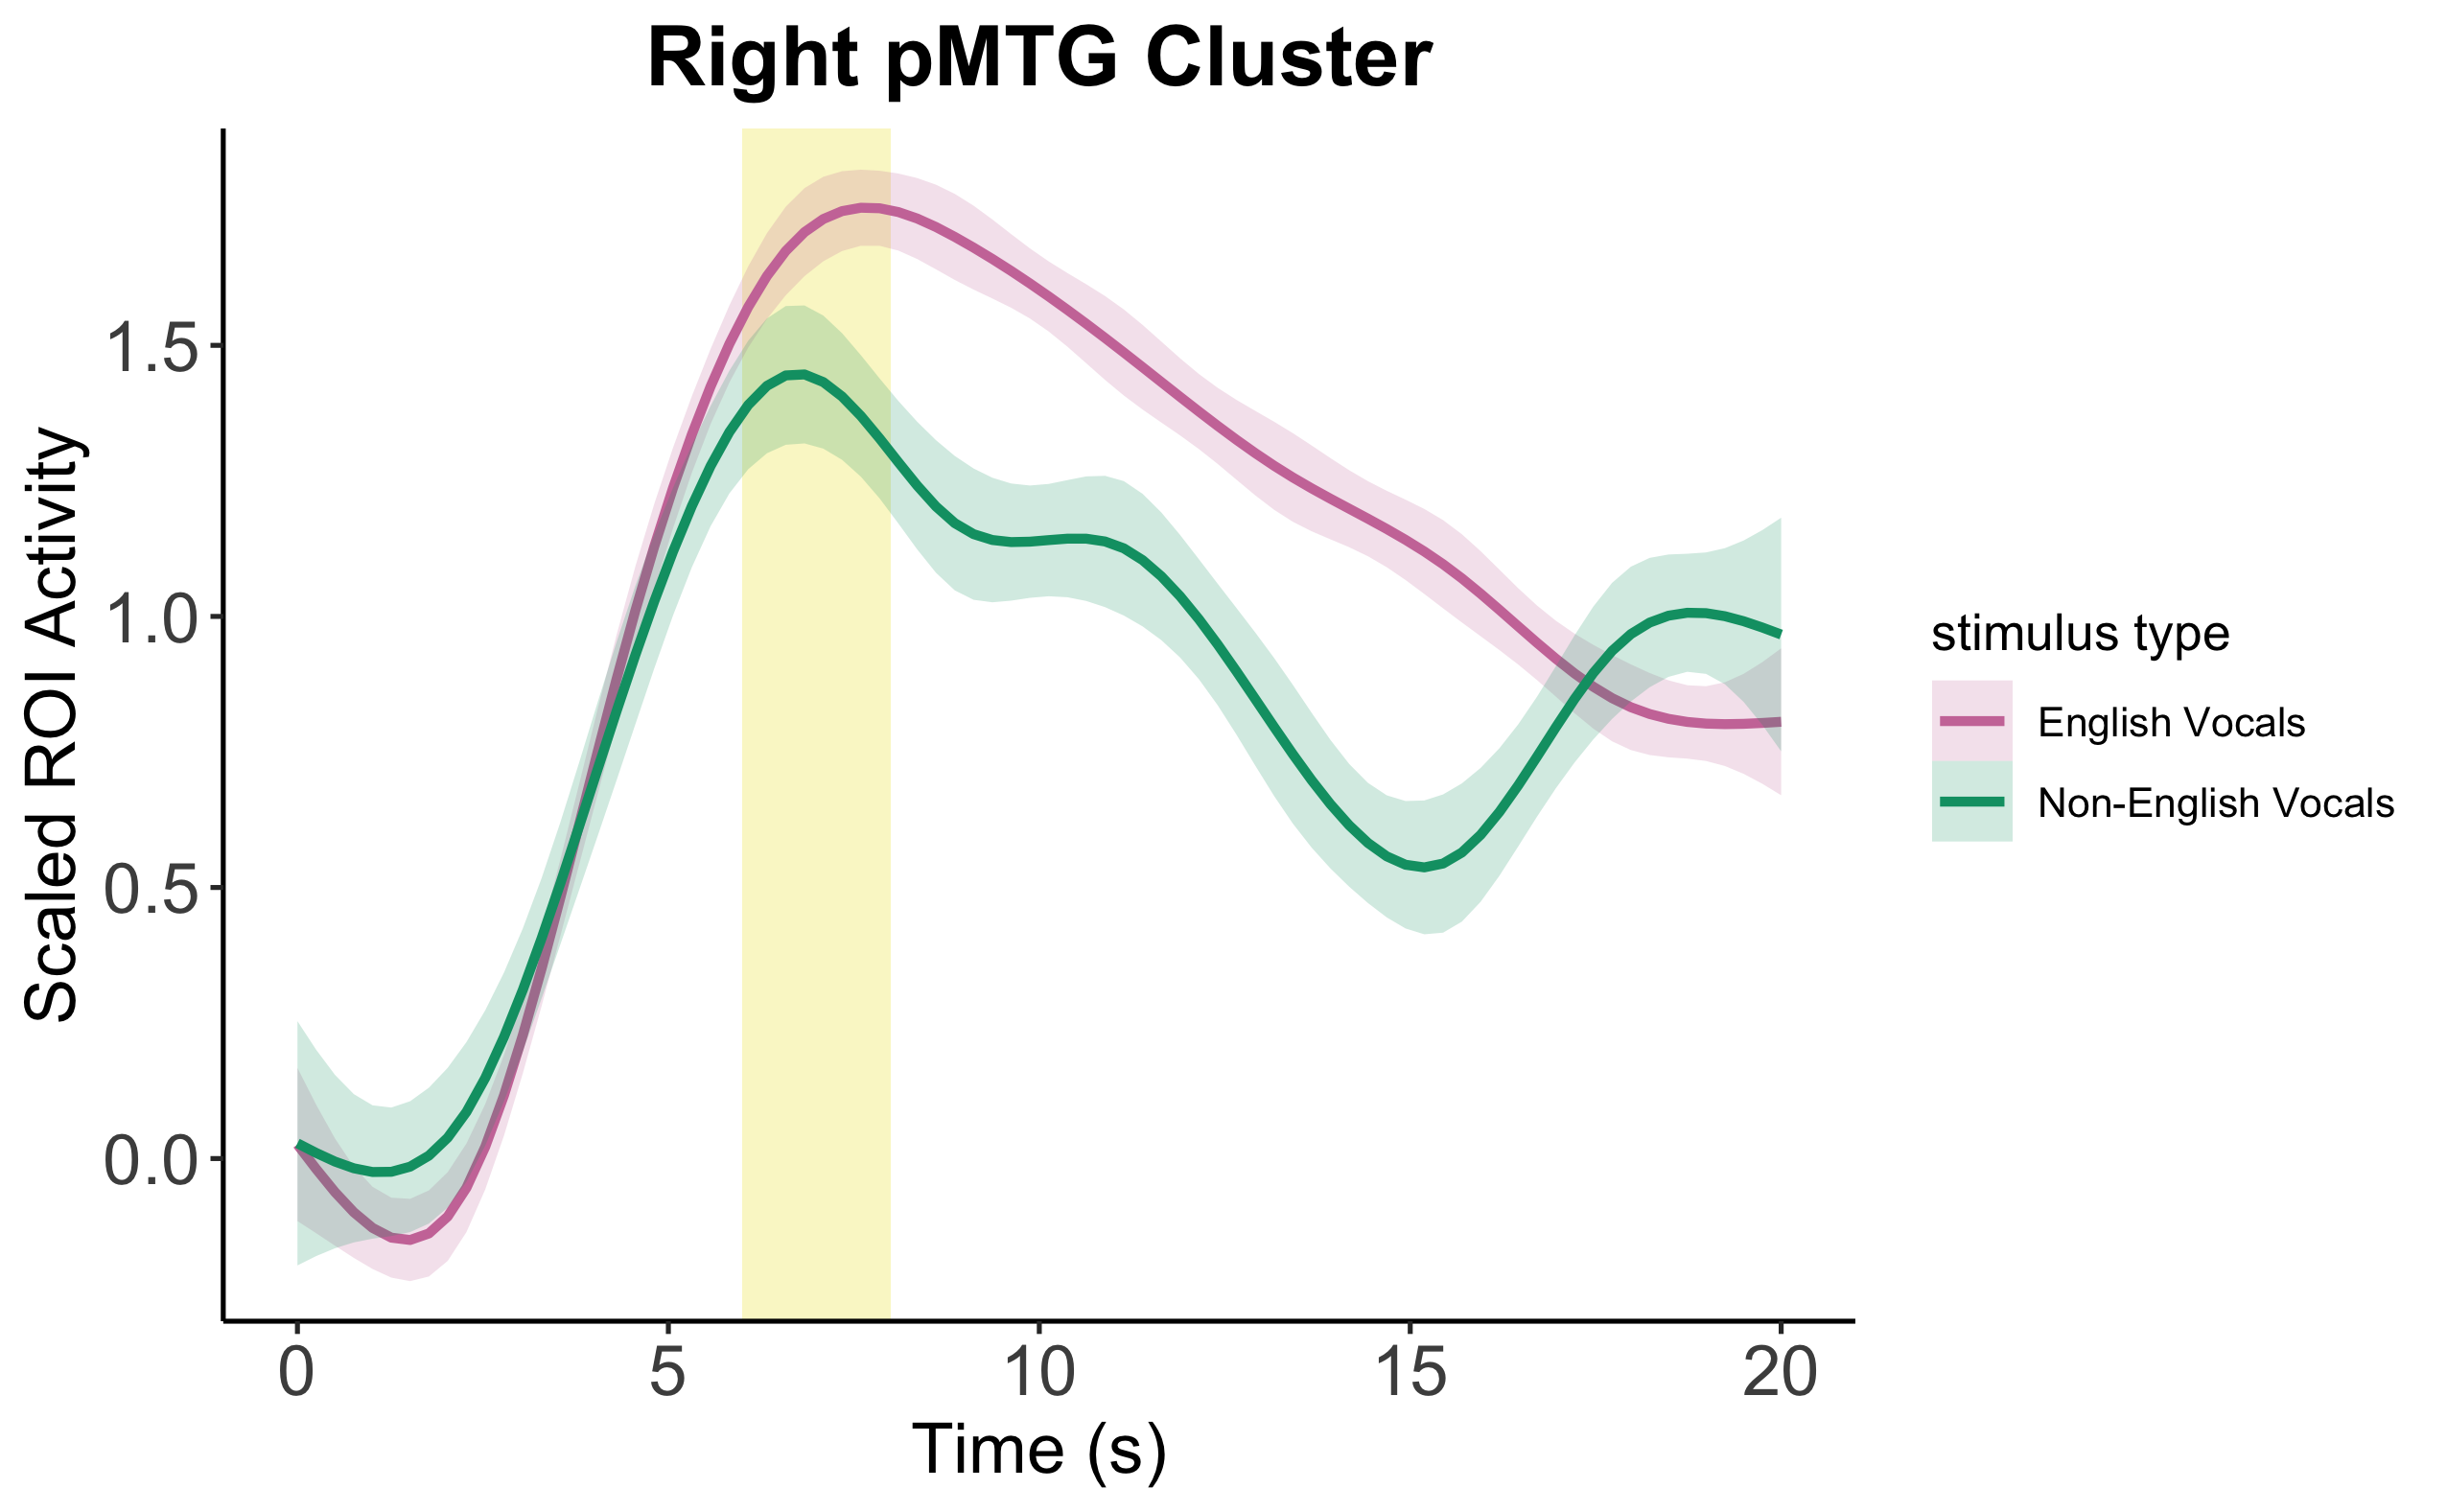 Right pMTG Cluster
Scaled ROI Activity
1.5
1.0
0.5
0.0
0 5 10 15 20
Time (s)
stimulus type
English Vocals
Non-English Vocals